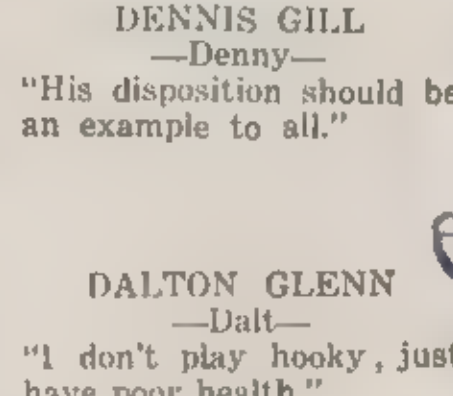 DENNIS GILL
—Denny—
"His disposition should be
an example to all."
DALTON GLENN
—Dalt—
"I don't play hooky, just
have poor health."